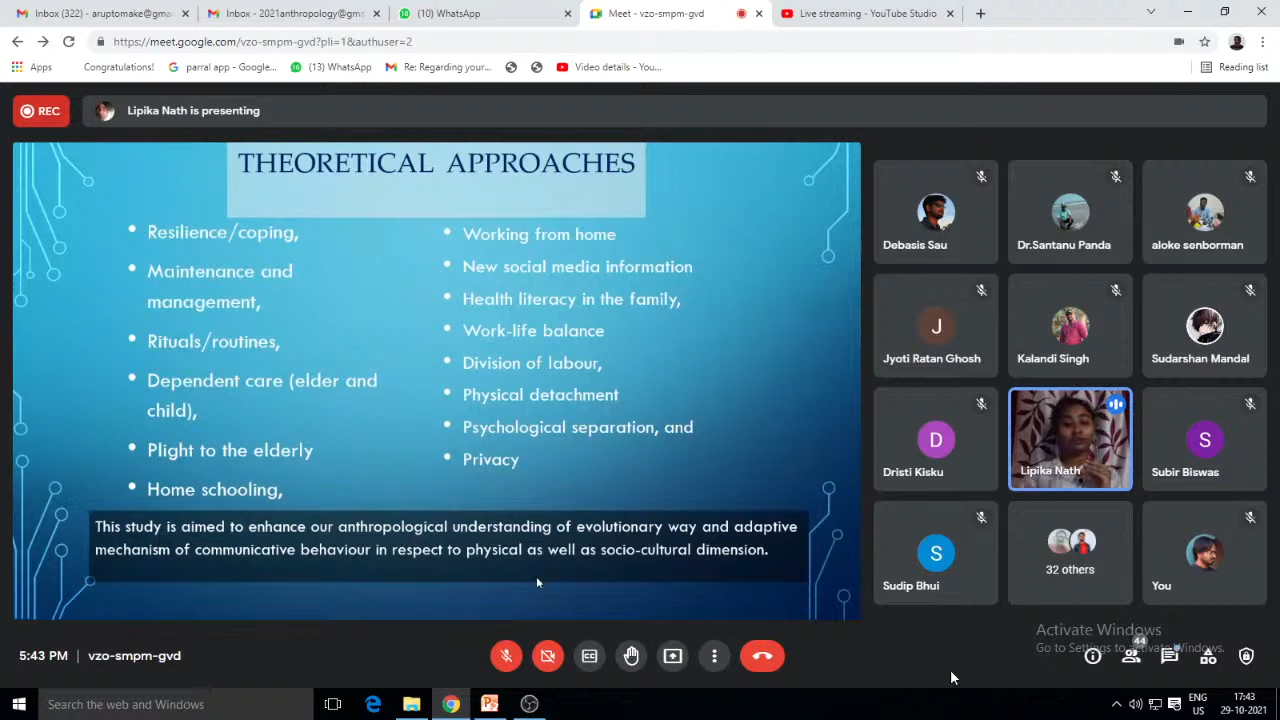 Inbox (322) - aruptomake@gma
Inbox - 2021anthropology@gma
(10) WhatsApp
Meet - vzo-smpm-gvd
Live streaming - YouTube Studio
https://meet.google.com/vzo-smpm-gvd?pli=1&authuser=2
Apps
Congratulations!
parral app - Google...
(13) WhatsApp
Re: Regarding your...
Video details - You...
Reading list
REC
Lipika Nath is presenting
THEORETICAL APPROACHES
• Resilience/coping,
• Maintenance and
management,
• Rituals/routines,
• Dependent care (elder and
child),
• Plight to the elderly
• Home schooling,
• Working from home
• New social media information
• Health literacy in the family,
• Work-life balance
• Division of labour,
• Physical detachment
• Psychological separation, and
• Privacy
This study is aimed to enhance our anthropological understanding of evolutionary way and adaptive
mechanism of communicative behaviour in respect to physical as well as socio-cultural dimension.
Debasis Sau
Dr.Santanu Panda
aloke senborman
J
Jyoti Ratan Ghosh
Kalandi Singh
Sudarshan Mandal
D
Dristi Kisku
Lipika Nath
S
Subir Biswas
S
Sudip Bhui
32 others
You
Activate Windows
Go to Settings to activate Windows.
5:43 PM
vzo-smpm-gvd
44
Search the web and Windows
ENG
US
17:43
29-10-2021